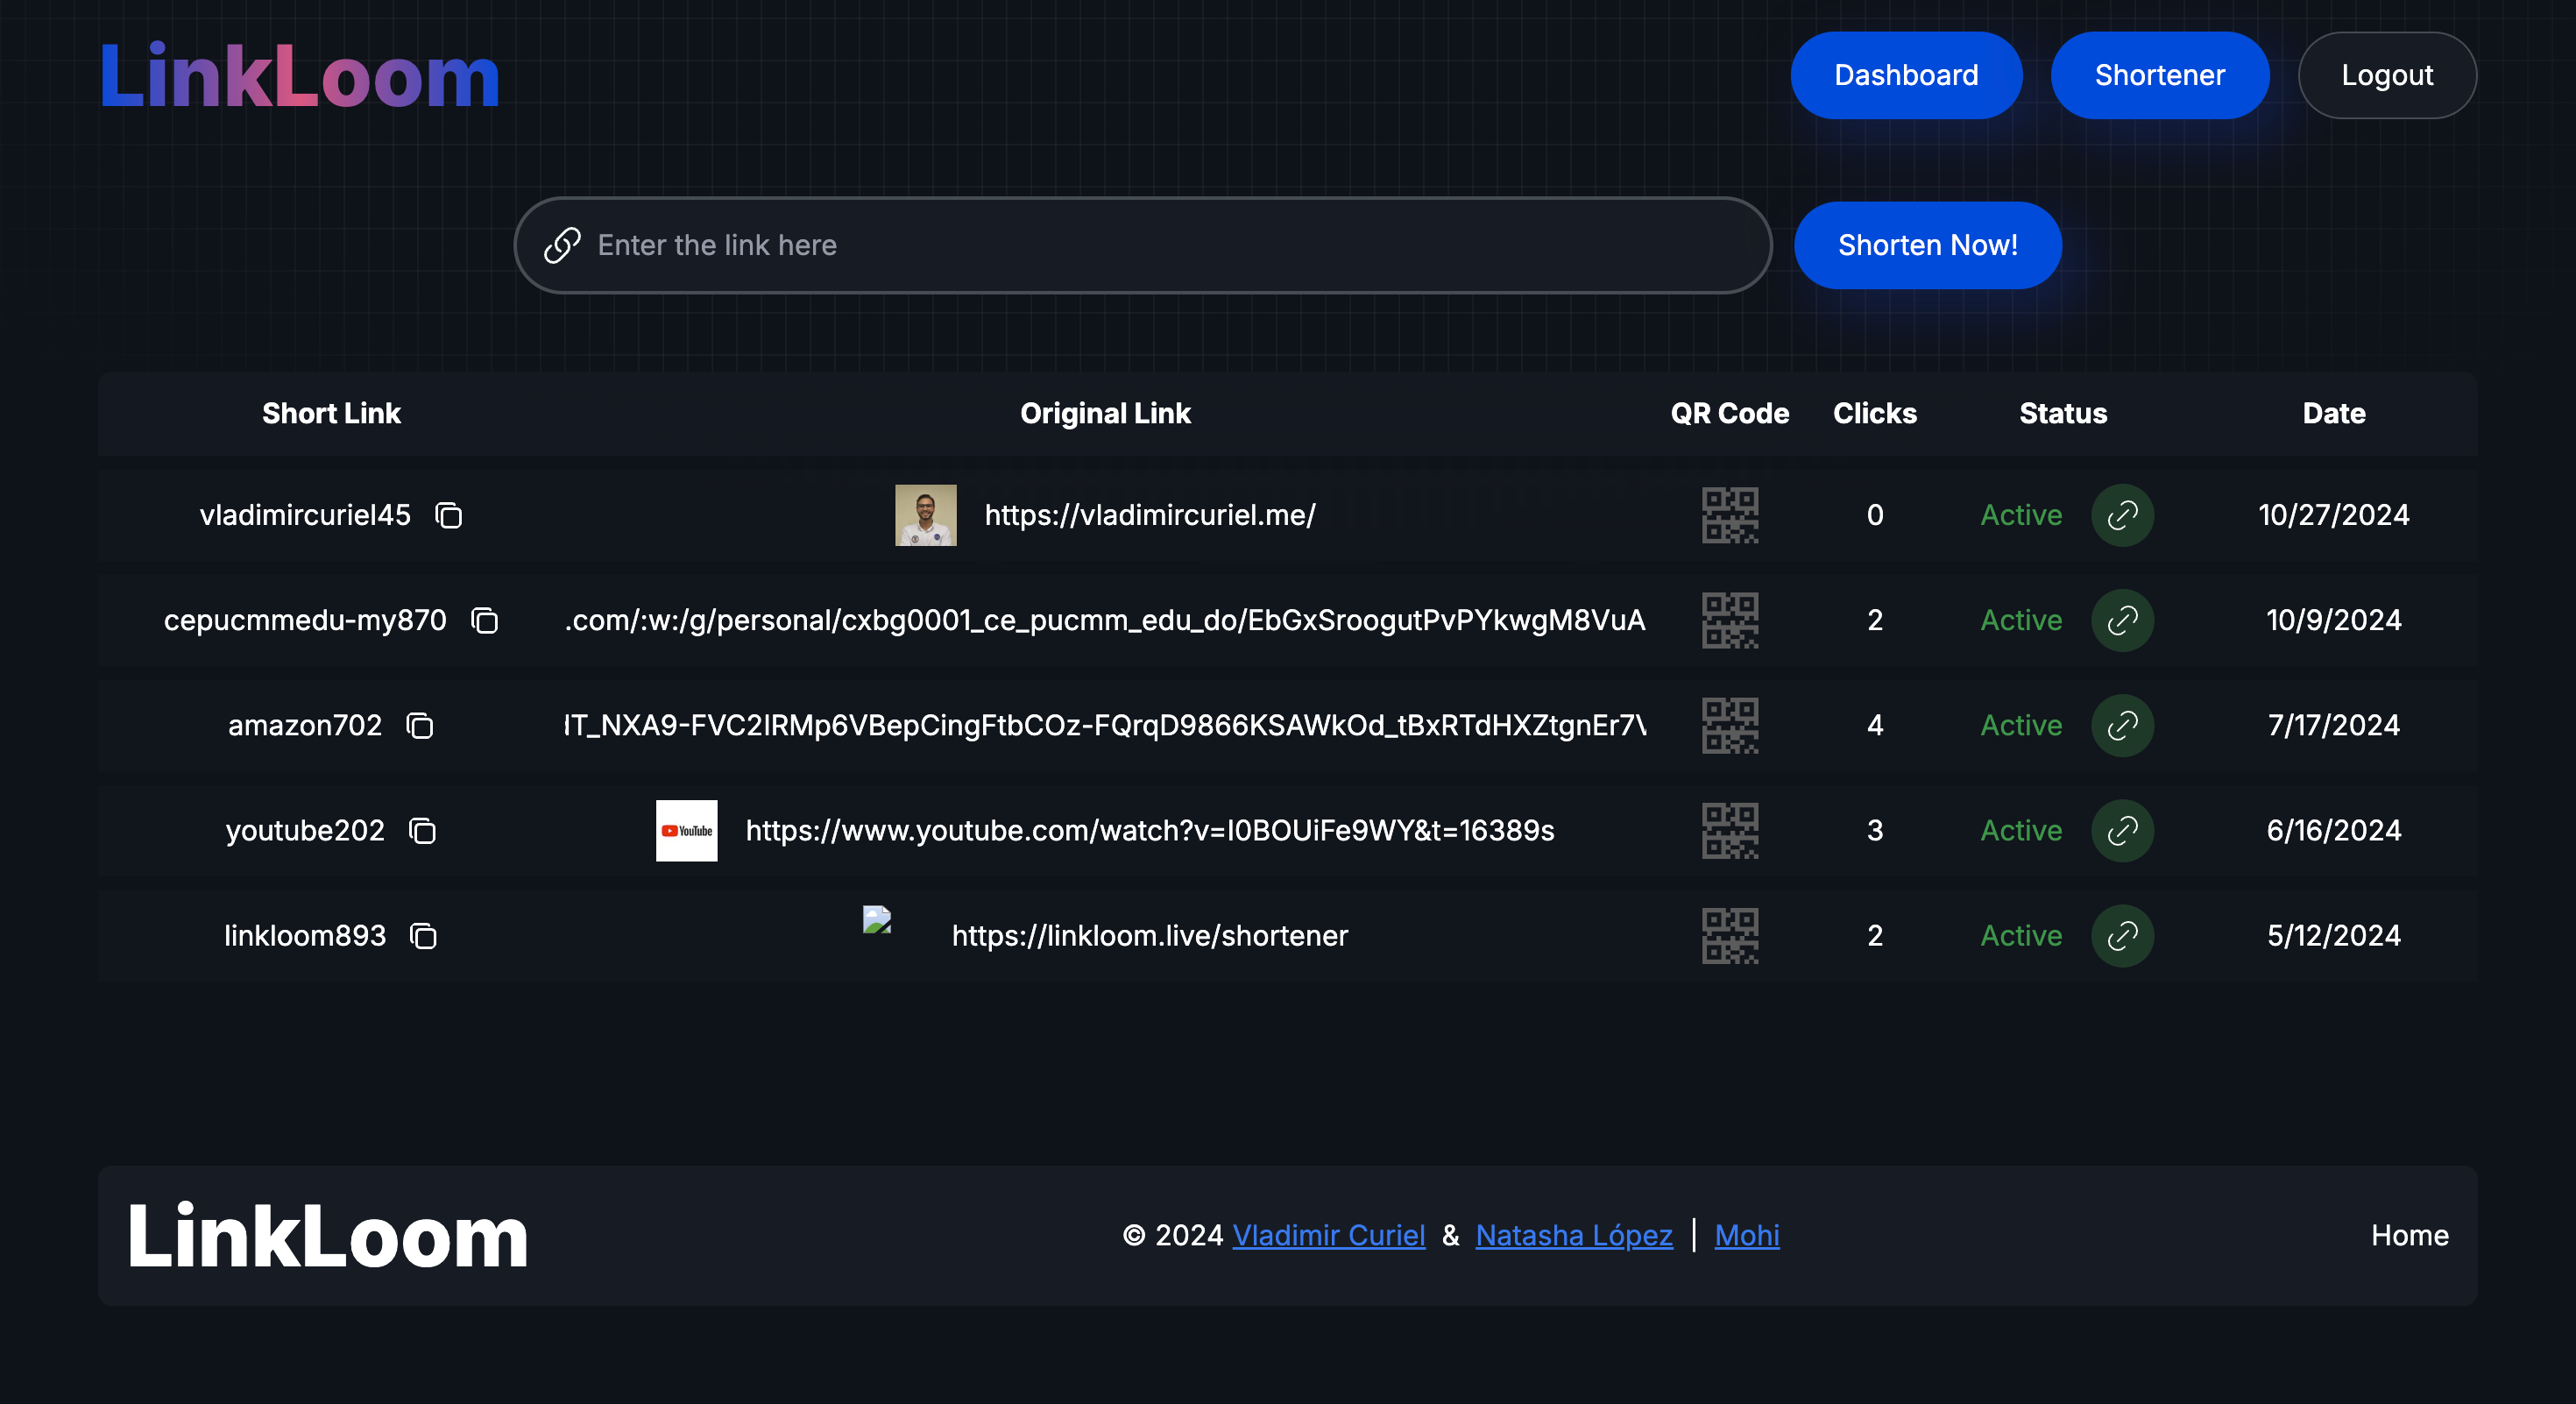 LinkLoom
Dashboard Shortener Logout
Enter the link here Shorten Now!
Short Link Original Link QR Code Clicks Status Date
vladimircuriel45 https://vladimircuriel.me/ 0 Active 10/27/2024
cepucmmedu-my870 .com/:w:/g/personal/cxbg0001_ce_pucmm_edu_do/EbGxSroogutPvPYkwgM8VuA 2 Active 10/9/2024
amazon702 IT_NXA9-FVC2IRMp6VBepCingFtbCOz-FQrqD9866KSAWkOd_tBxRTdHXZtgnEr7V 4 Active 7/17/2024
YouTube
youtube202 https://www.youtube.com/watch?v=I0BOUiFe9WY&t=16389s 3 Active 6/16/2024
linkloom893 https://linkloom.live/shortener 2 Active 5/12/2024
LinkLoom © 2024 Vladimir Curiel & Natasha López | Mohi Home